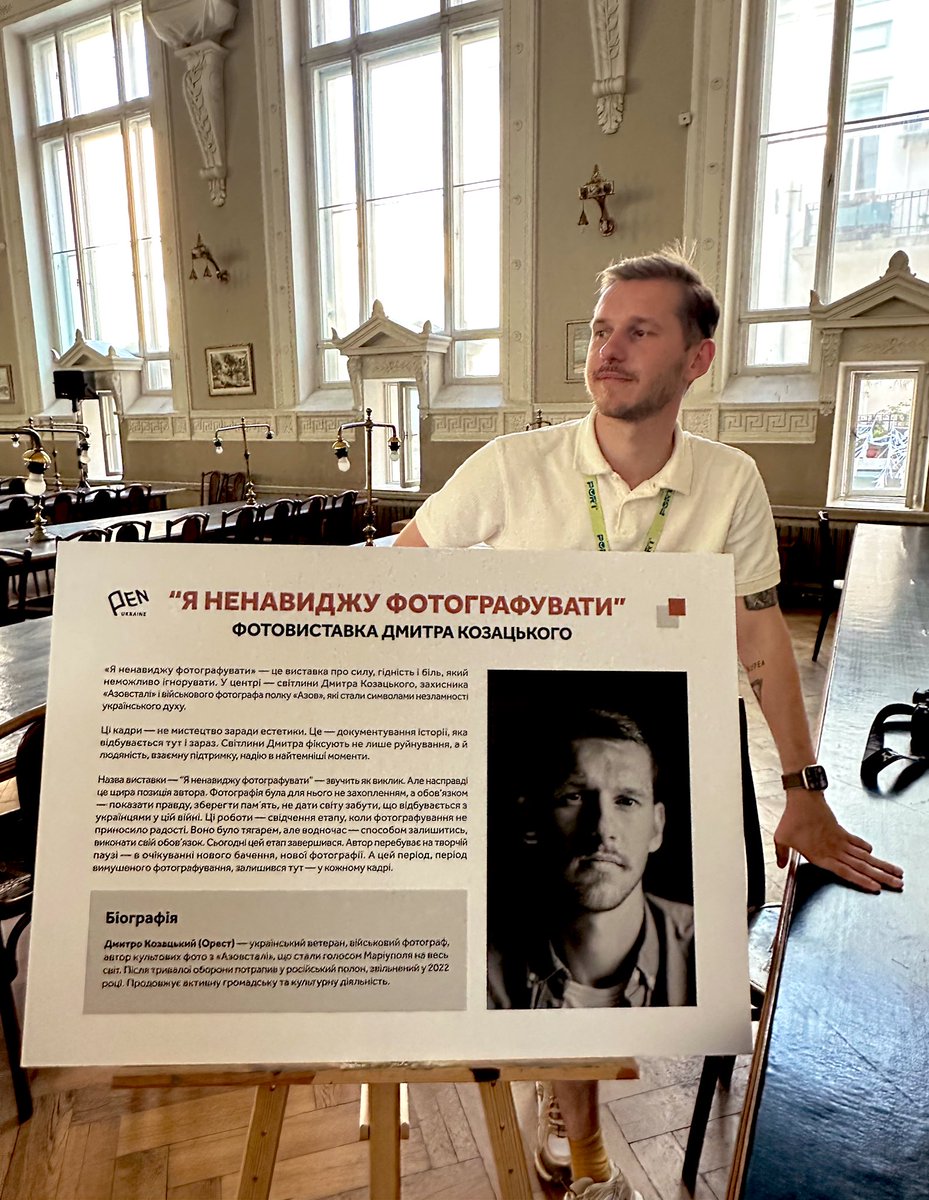 PEN
UKRAINE
“Я НЕНАВИДЖУ ФОТОГРАФУВАТИ”
ФОТОВИСТАВКА ДМИТРА КОЗАЦЬКОГО
«Я ненавиджу фотографувати» — це виставка про силу, гідність і біль, який
неможливо ігнорувати. У центрі — світлини Дмитра Козацького, захисника
«Азовсталі» і військового фотографа полку «Азов», які стали символами незламності
українського духу.
Ці кадри — не мистецтво заради естетики. Це — документування історії, яка
відбувається тут і зараз. Світлини Дмитра фіксують не лише руйнування, а й
людяність, взаємну підтримку, надію в найтемніші моменти.
Назва виставки — “Я ненавиджу фотографувати” — звучить як виклик. Але насправді
це щира позиція автора. Фотографія була для нього не захопленням, а обов’язком
— показати правду, зберегти пам´ять, не дати світу забути, що відбувається з
українцями у цій війні. Ці роботи — свідчення етапу, коли фотографування не
приносило радості. Воно було тягарем, але водночас — способом залишитись,
виконати свій обов’язок. Сьогодні цей етап завершився. Автор перебуває на творчій
паузі — в очікуванні нового бачення, нової фотографії. А цей період, період
вимушеного фотографування, залишився тут — у кожному кадрі.
Біографія
Дмитро Козацький (Орест) — український ветеран, військовий фотограф,
автор культових фото з «Азовсталі», що стали голосом Маріуполя на весь
світ. Після тривалої оборони потрапив у російський полон, звільнений у 2022
році. Продовжує активну громадську та культурну діяльність.
PORT